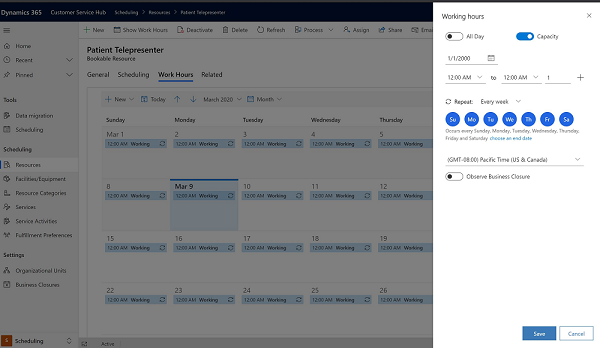 Dynamics 365 Customer Service Hub Scheduling > Resources > Patient Telepresenter
New Show Work Hours Deactivate Delete Refresh Process Assign Share Email
Patient Telepresenter
Bookable Resource
General Scheduling Work Hours Related
New Today March 2020 Month
Sunday Monday Tuesday Wednesday Thursday
Mar 1 2 3 4 5
12:00 AM Working 12:00 AM Working 12:00 AM Working 12:00 AM Working 12:00 AM Working
8 Mar 9 10 11 12
12:00 AM Working 12:00 AM Working 12:00 AM Working 12:00 AM Working 12:00 AM Working
15 16 17 18 19
12:00 AM Working 12:00 AM Working 12:00 AM Working 12:00 AM Working 12:00 AM Working
22 23 24 25 26
12:00 AM Working 12:00 AM Working 12:00 AM Working 12:00 AM Working 12:00 AM Working
Active
Home
Recent
Pinned
Tools
Data migration
Scheduling
Scheduling
Resources
Facilities/Equipment
Resource Categories
Services
Service Activities
Fulfillment Preferences
Settings
Organizational Units
Business Closures
S Scheduling
Working hours
All Day Capacity
1/1/2000
12:00 AM to 12:00 AM 1
Repeat: Every week
Su Mo Tu We Th Fr Sa
Occurs every Sunday, Monday, Tuesday, Wednesday, Thursday,
Friday and Saturday choose an end date
(GMT-08:00) Pacific Time (US & Canada)
Observe Business Closure
Save Cancel